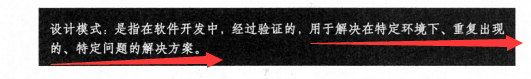 设计模式：是指在软件开发中，经过验证的，用于解决在特定环境下、重复出现
的、特定问题的解决方案。